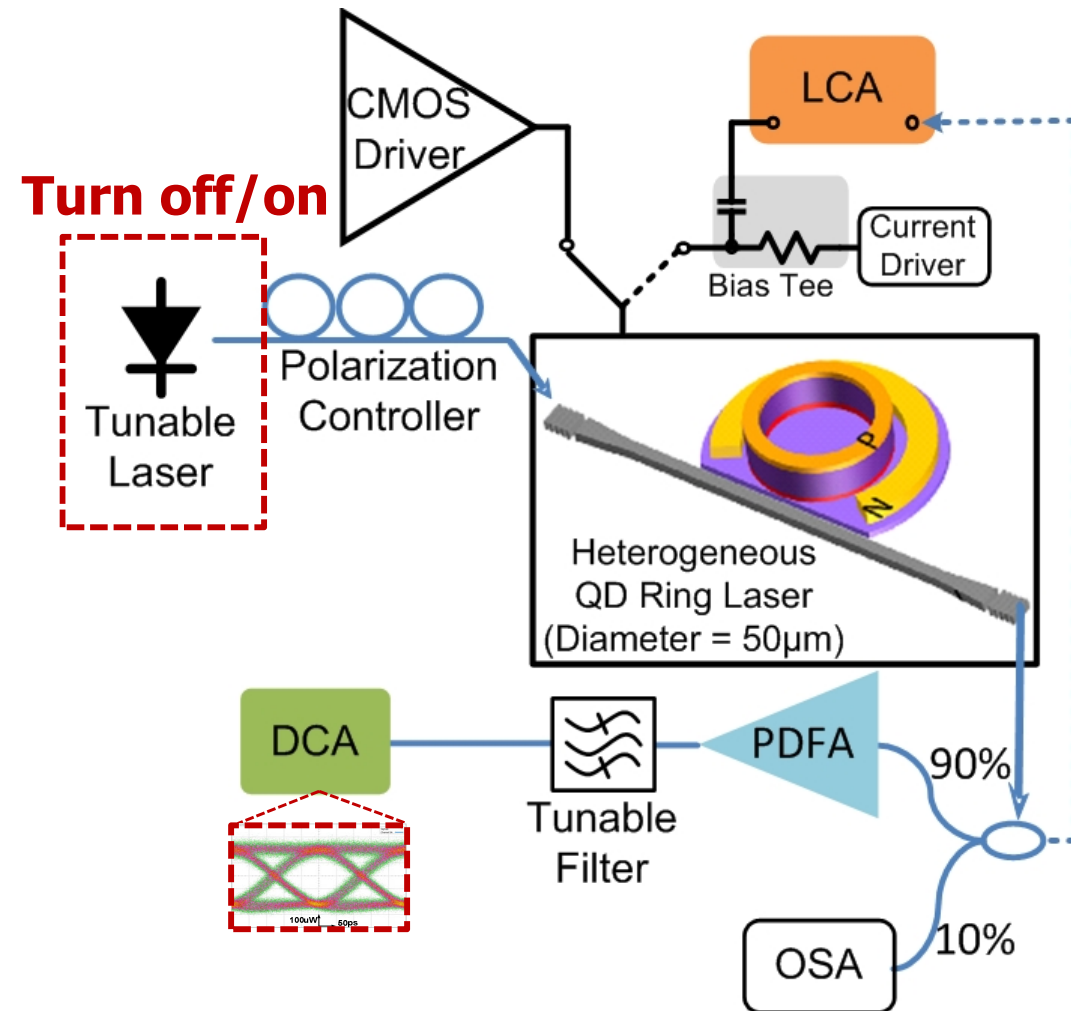 CMOS
Driver
LCA
Turn off/on
Current
Driver
Bias Tee
Polarization
Controller
Tunable
Laser
P
N
Heterogeneous
QD Ring Laser
(Diameter = 50µm)
DCA
PDFA
90%
Tunable
Filter
100uW 50ps
10%
OSA